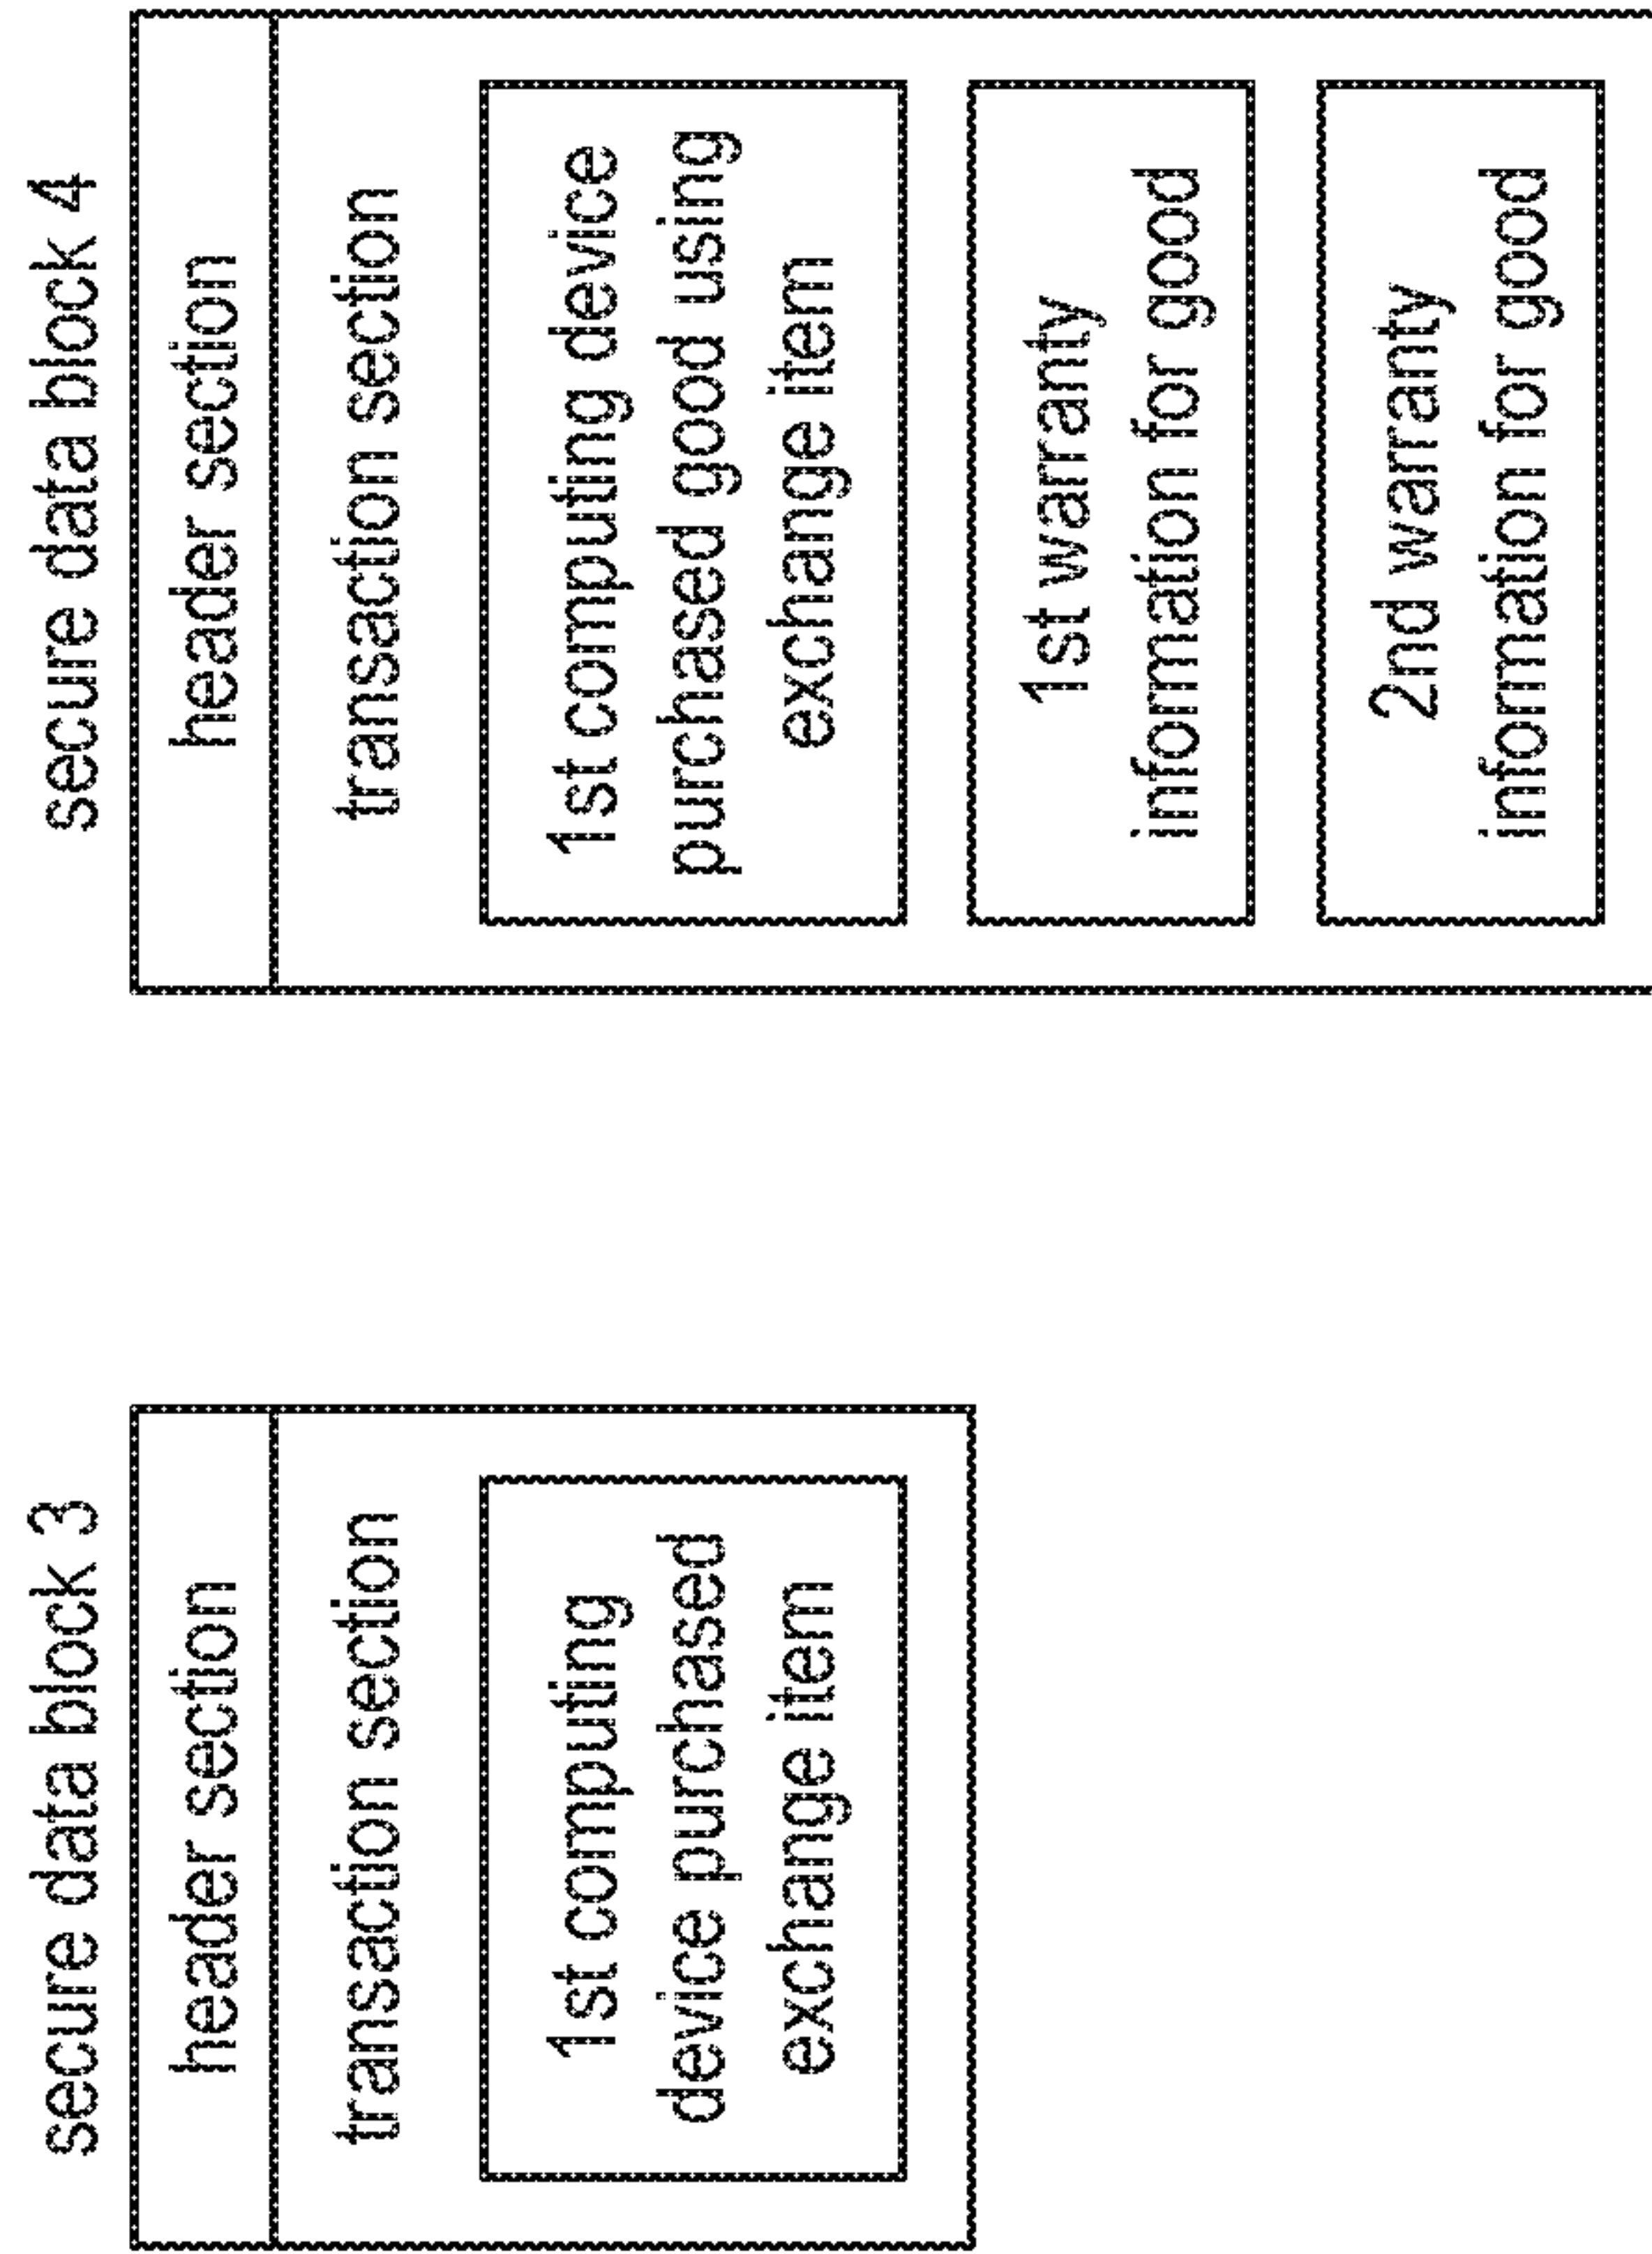 secure data block 3
header section
transaction section
1st computing
device purchased
exchange item
secure data block 4
header section
transaction section
1st computing device
purchased good using
exchange item
1st warranty
information for good
2nd warranty
information for good